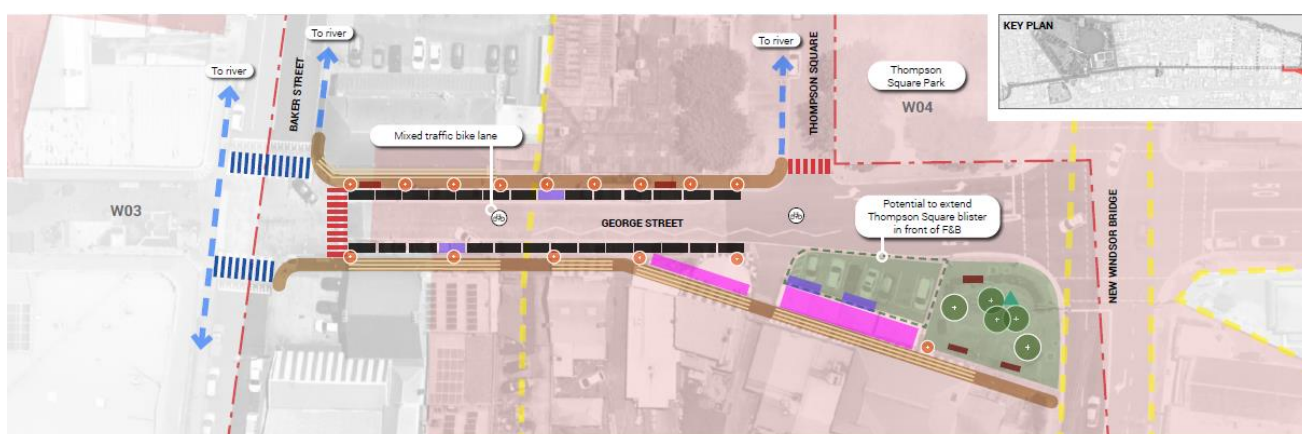 KEY PLAN
To river
To river
To river
BAKER STREET
THOMPSON SQUARE
Thompson
Square Park
W04
Mixed traffic bike lane
W03
GEORGE STREET
Potential to extend
Thompson Square blister
in front of F&B
NEW WINDSOR BRIDGE